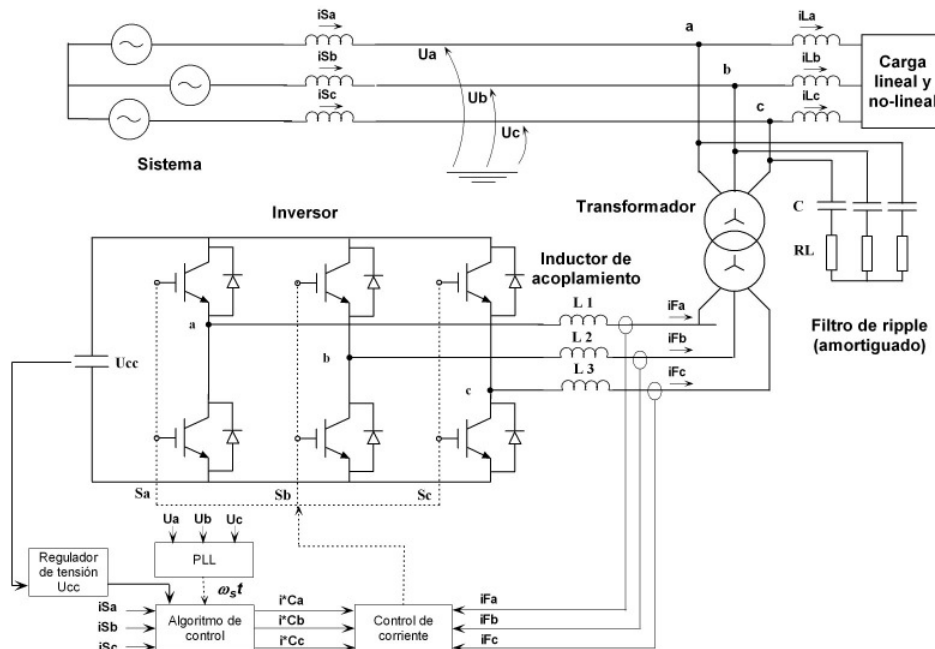 iSa
iSb
iSc
Ua
Ub
Uc
a
b
c
iLa
iLb
iLc
Carga
lineal y
no-lineal
Sistema
Inversor
Transformador
C
RL
Filtro de ripple
(amortiguado)
Inductor de
acoplamiento
L 1
L 2
L 3
iFa
iFb
iFc
Ucc
a
b
c
Sa
Sb
Sc
Ua
Ub
Uc
PLL
Regulador
de tensión
Ucc
ωst
iSa
iSb
iSc
Algoritmo de
control
i*Ca
i*Cb
i*Cc
Control de
corriente
iFa
iFb
iFc